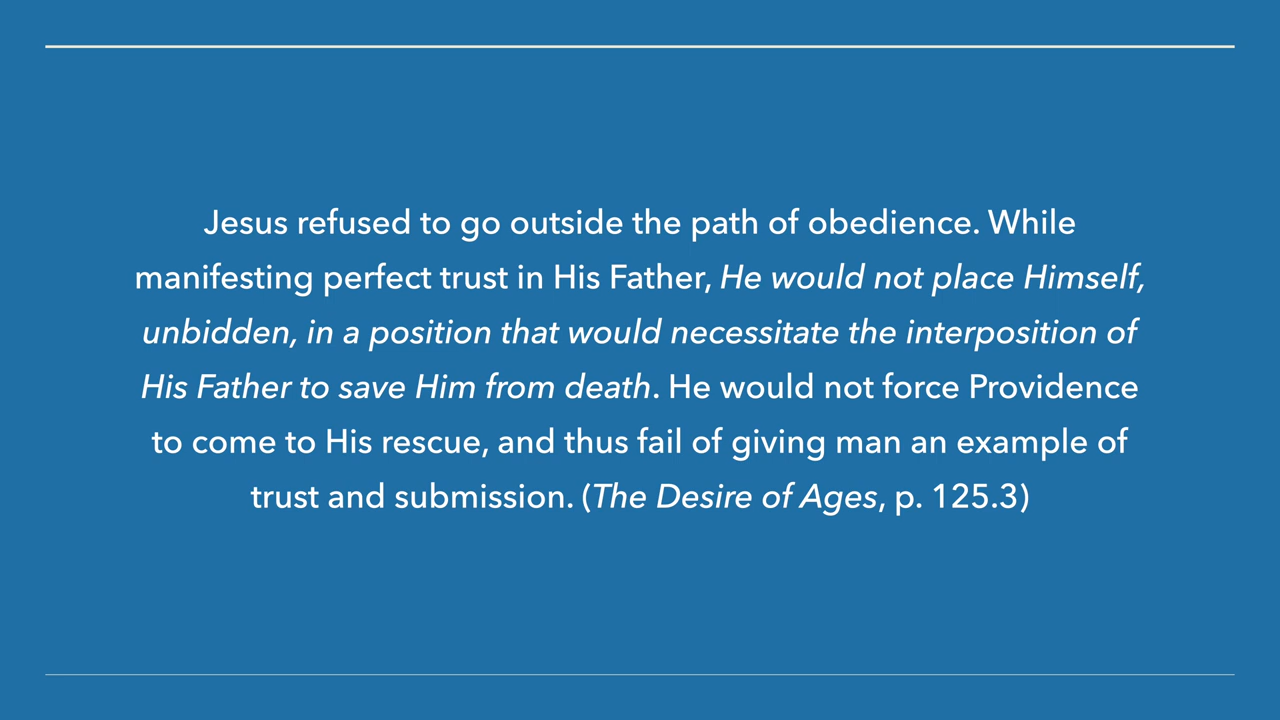 Jesus refused to go outside the path of obedience. While
manifesting perfect trust in His Father, He would not place Himself,
unbidden, in a position that would necessitate the interposition of
His Father to save Him from death. He would not force Providence
to come to His rescue, and thus fail of giving man an example of
trust and submission. (The Desire of Ages, p. 125.3)